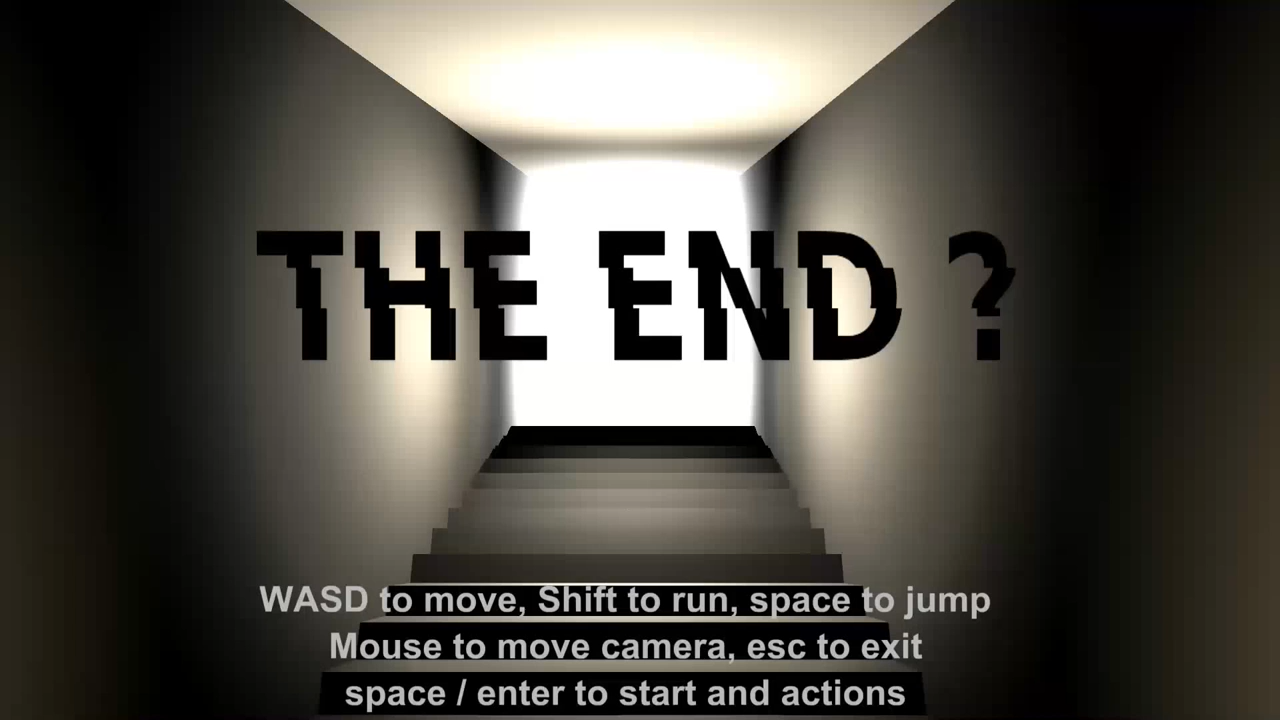 THE END ?
WASD to move, Shift to run, space to jump
Mouse to move camera, esc to exit
space / enter to start and actions